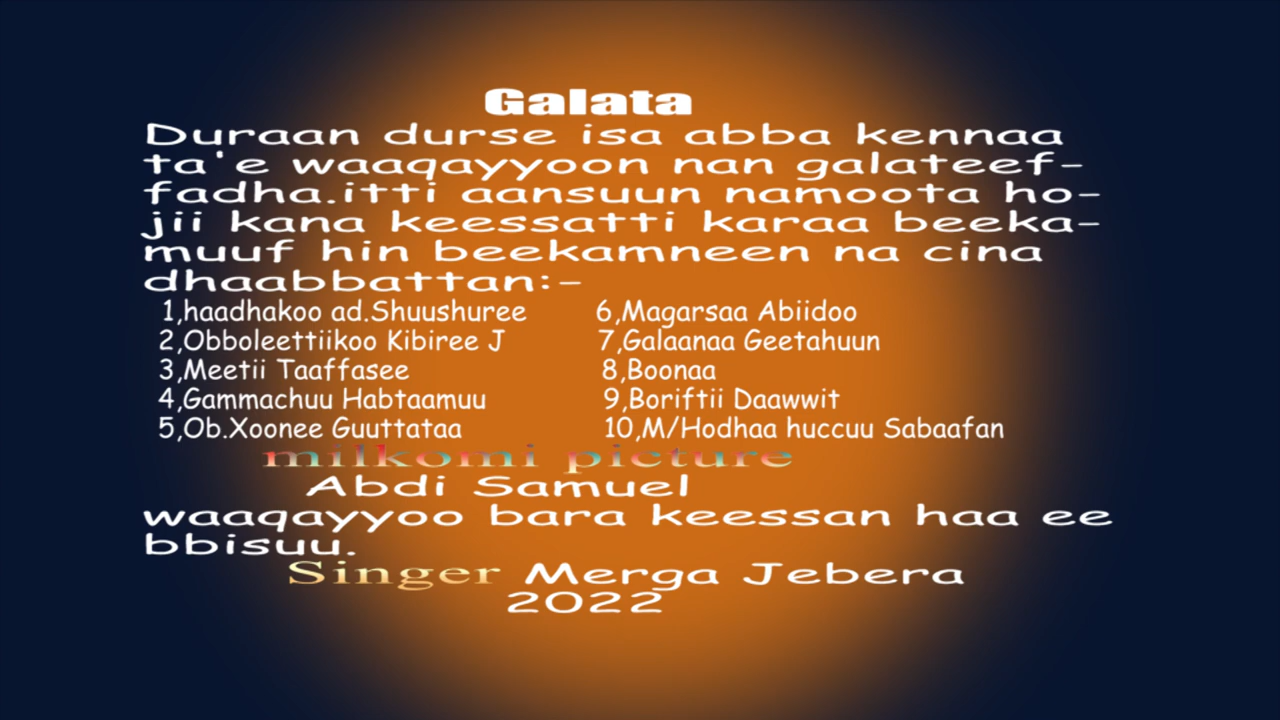 Galata
Duraan durse isa abba kennaa
ta'e waaqayyoon nan galateef-
fadha.itti aansuun namoota ho-
jii kana keessatti karaa beeka-
muuf hin beekamneen na cina
dhaabbattan:-
1,haadhakoo ad.Shuushuree 6,Magarsaa Abiidoo
2,Obboleettiikoo Kibiree J 7,Galaanaa Geetahuun
3,Meetii Taaffasee 8,Boonaa
4,Gammachuu Habtaamuu 9,Boriftii Daawwit
5,Ob.Xoonee Guuttataa 10,M/Hodhaa huccuu Sabaafan
milkomi picture
Abdi Samuel
waaqayyoo bara keessan haa ee
bbisuu.
Singer Merga Jebera
2022